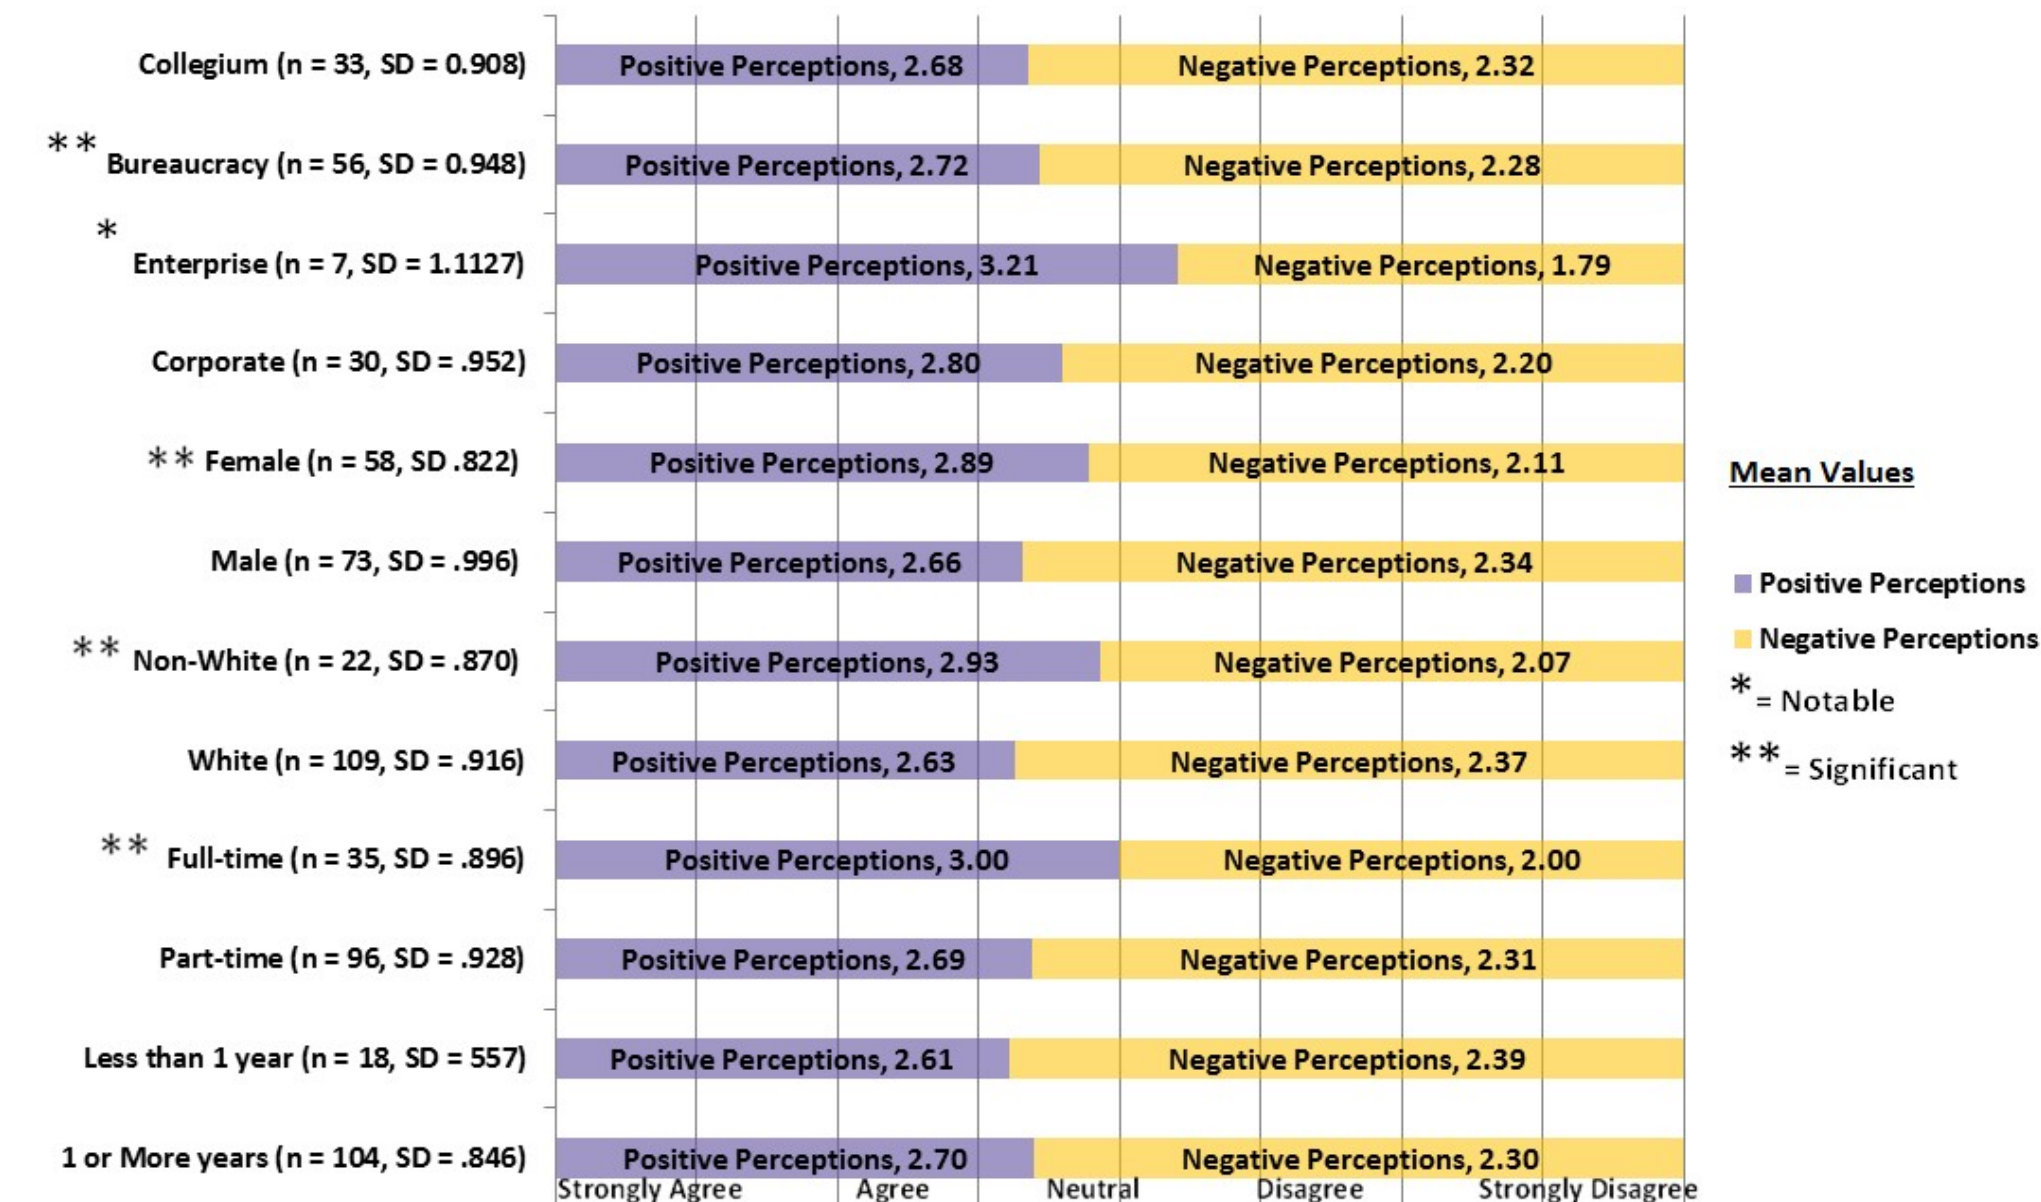 Collegium (n = 33, SD = 0.908) Positive Perceptions, 2.68 Negative Perceptions, 2.32
** Bureaucracy (n = 56, SD = 0.948) Positive Perceptions, 2.72 Negative Perceptions, 2.28
* Enterprise (n = 7, SD = 1.1127) Positive Perceptions, 3.21 Negative Perceptions, 1.79
Corporate (n = 30, SD = .952) Positive Perceptions, 2.80 Negative Perceptions, 2.20
** Female (n = 58, SD .822) Positive Perceptions, 2.89 Negative Perceptions, 2.11
Male (n = 73, SD = .996) Positive Perceptions, 2.66 Negative Perceptions, 2.34
** Non-White (n = 22, SD = .870) Positive Perceptions, 2.93 Negative Perceptions, 2.07
White (n = 109, SD = .916) Positive Perceptions, 2.63 Negative Perceptions, 2.37
** Full-time (n = 35, SD = .896) Positive Perceptions, 3.00 Negative Perceptions, 2.00
Part-time (n = 96, SD = .928) Positive Perceptions, 2.69 Negative Perceptions, 2.31
Less than 1 year (n = 18, SD = 557) Positive Perceptions, 2.61 Negative Perceptions, 2.39
1 or More years (n = 104, SD = .846) Positive Perceptions, 2.70 Negative Perceptions, 2.30
Strongly Agree Agree Neutral Disagree Strongly Disagree
Mean Values
Positive Perceptions
Negative Perceptions
* = Notable
** = Significant